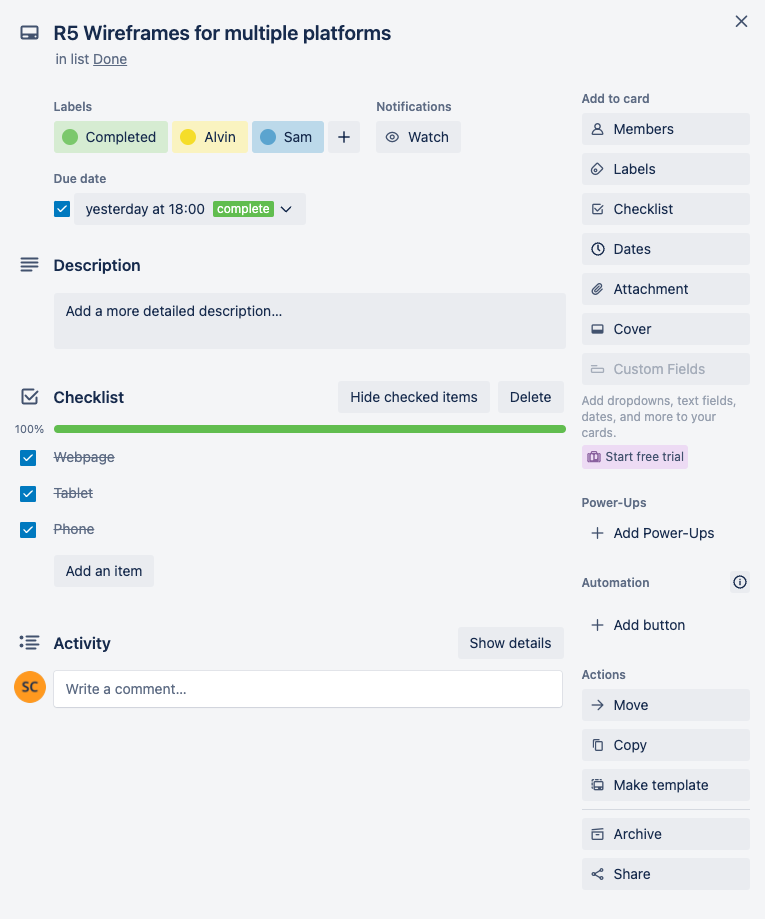 R5 Wireframes for multiple platforms
in list Done
Labels
Completed
Alvin
Sam
Notifications
Watch
Due date
yesterday at 18:00 complete
Description
Add a more detailed description…
Checklist
Hide checked items
Delete
100%
Webpage
Tablet
Phone
Add an item
Activity
Show details
SC
Write a comment…
Add to card
Members
Labels
Checklist
Dates
Attachment
Cover
Custom Fields
Add dropdowns, text fields,
dates, and more to your
cards.
Start free trial
Power-Ups
Add Power-Ups
Automation
Add button
Actions
Move
Copy
Make template
Archive
Share